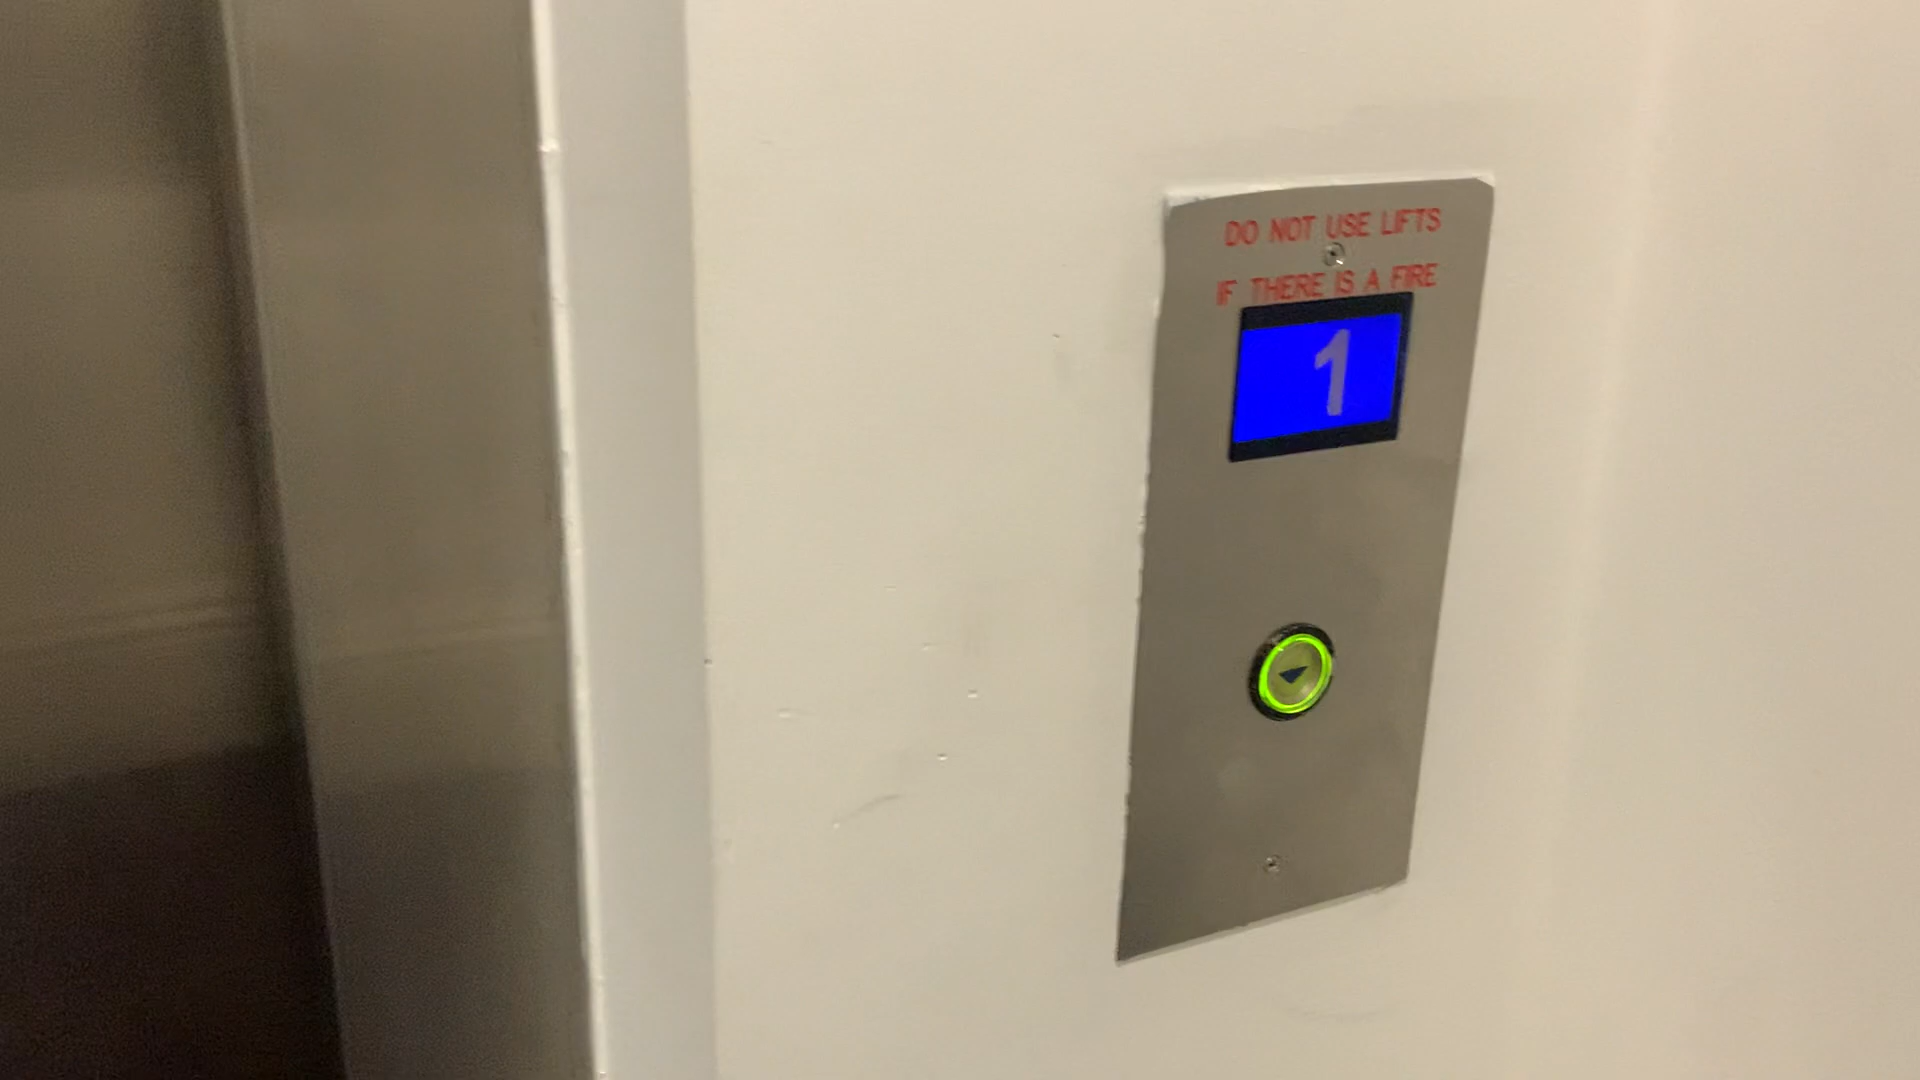 DO NOT USE LIFTS
IF THERE IS A FIRE
1